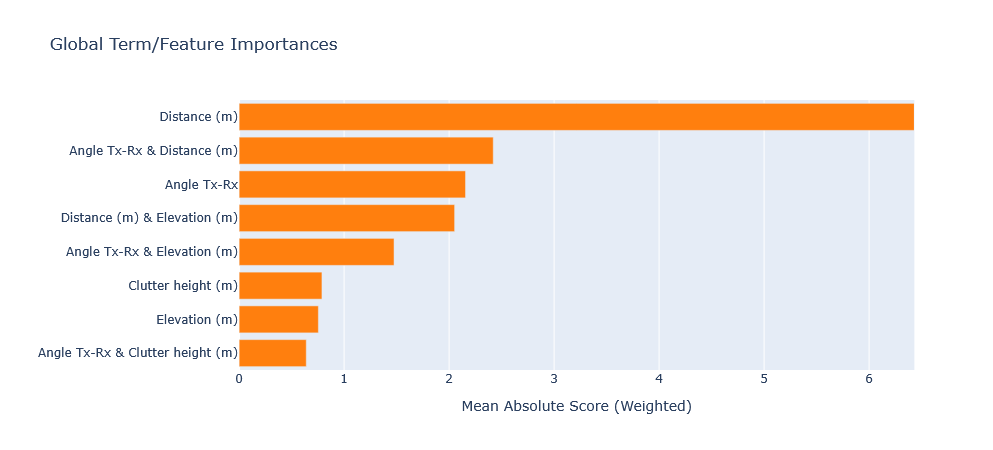 Global Term/Feature Importances
Distance (m)
Angle Tx-Rx & Distance (m)
Angle Tx-Rx
Distance (m) & Elevation (m)
Angle Tx-Rx & Elevation (m)
Clutter height (m)
Elevation (m)
Angle Tx-Rx & Clutter height (m)
0 1 2 3 4 5 6
Mean Absolute Score (Weighted)